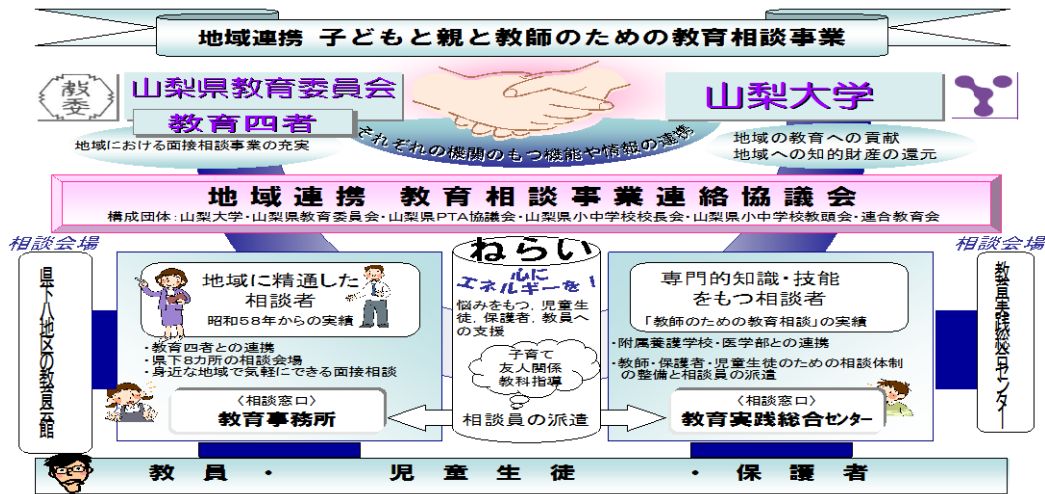 地域連携 子どもと親と教師のための教育相談事業
教委
山梨県教育委員会
教育四者
地域における面接相談事業の充実
それぞれの機関のもつ機能や情報の連携
山梨大学
地域の教育への貢献
地域への知的財産の還元
地域連携 教育相談事業連絡協議会
構成団体:山梨大学・山梨県教育委員会・山梨県PTA協議会・山梨県小中学校校長会・山梨県小中学校教頭会・連合教育会
相談会場
県下八地区の教育会館
地域に精通した
相談者
昭和58年からの実績
・教育四者との連携
・県下8カ所の相談会場
・身近な地域で気軽にできる面接相談
〈相談窓口〉
教育事務所
ねらい
心に
エネルギーを!
悩みをもつ, 児童生
徒, 保護者, 教員へ
の支援
子育て
友人関係
教科指導
相談員の派遣
専門的知識・技能
をもつ相談者
「教師のための教育相談」の実績
・附属養護学校・医学部との連携
・教師・保護者・児童生徒のための相談体制
の整備と相談員の派遣
〈相談窓口〉
教育実践総合センター
相談会場
教育実践総合センター
教員・ 児童生徒 ・保護者